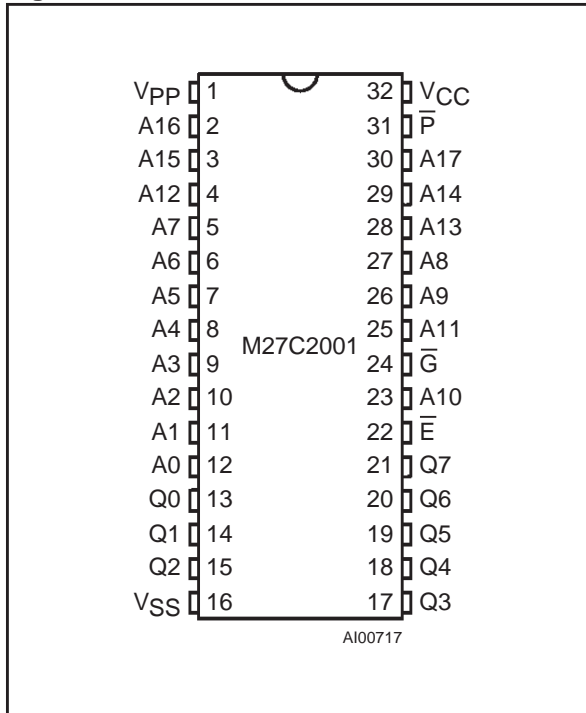 VPP 1 32 VCC
A16 2 31 P̅
A15 3 30 A17
A12 4 29 A14
A7 5 28 A13
A6 6 27 A8
A5 7 26 A9
A4 8 25 A11
M27C2001
A3 9 24 G̅
A2 10 23 A10
A1 11 22 E̅
A0 12 21 Q7
Q0 13 20 Q6
Q1 14 19 Q5
Q2 15 18 Q4
VSS 16 17 Q3
AI00717